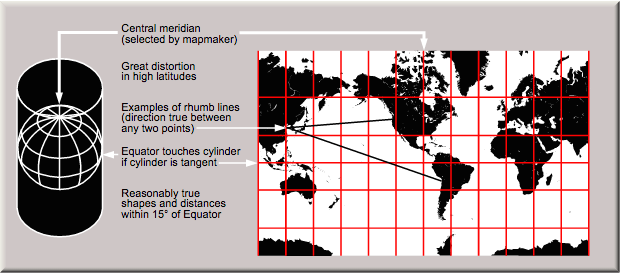 Central meridian
(selected by mapmaker)
Great distortion
in high latitudes
Examples of rhumb lines
(direction true between
any two points)
Equator touches cylinder
if cylinder is tangent
Reasonably true
shapes and distances
within 15° of Equator